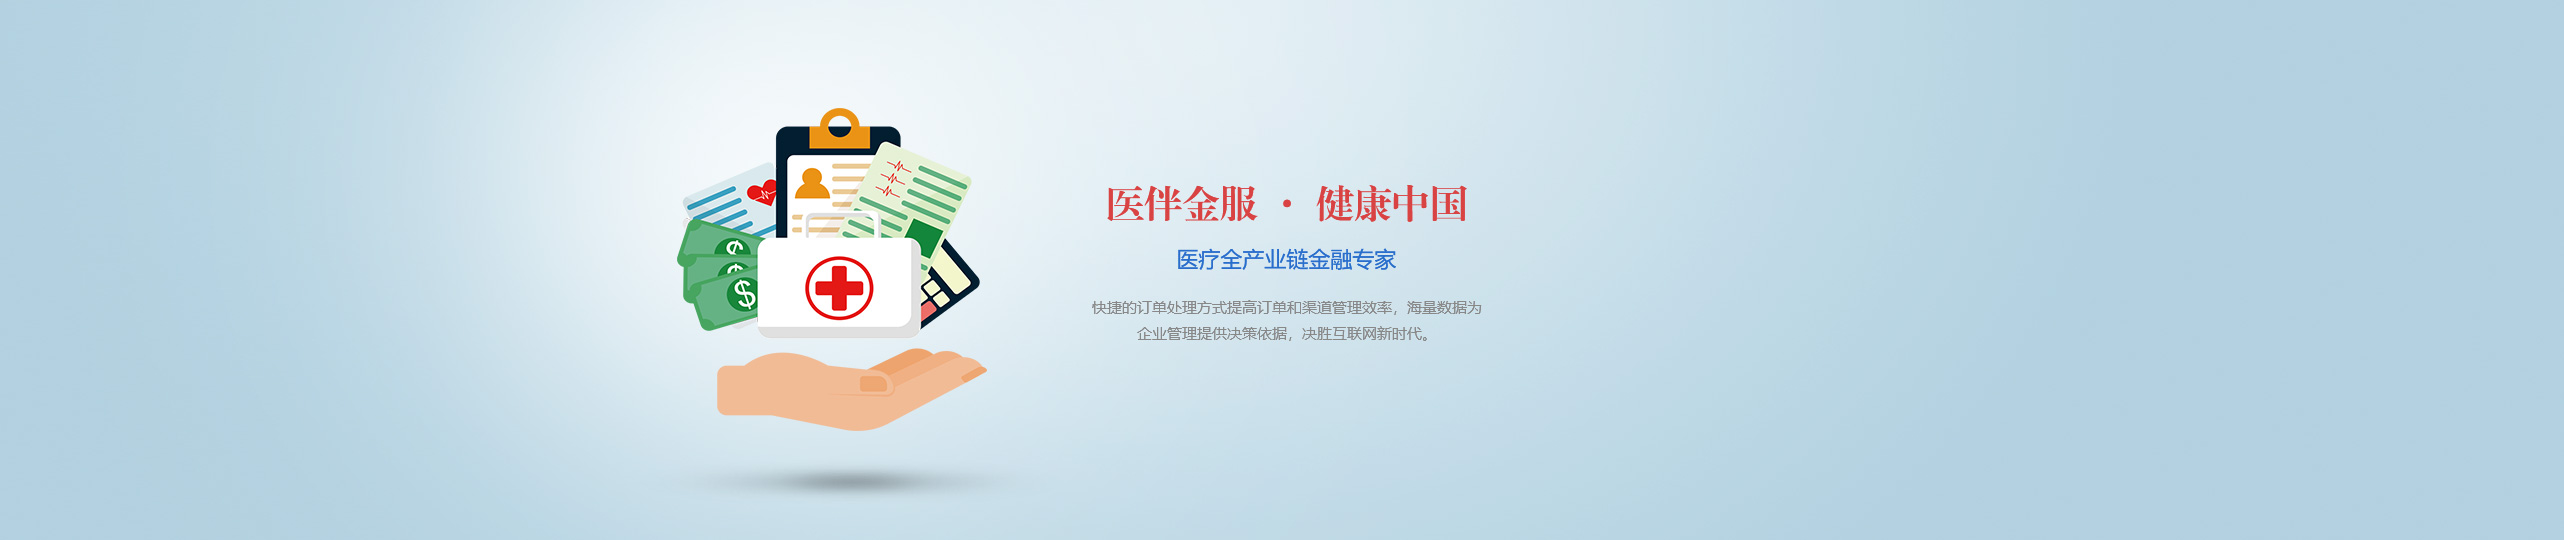 医伴金服 · 健康中国
医疗全产业链金融专家
快捷的订单处理方式提高订单和渠道管理效率，海量数据为
企业管理提供决策依据，决胜互联网新时代。
$
$
$